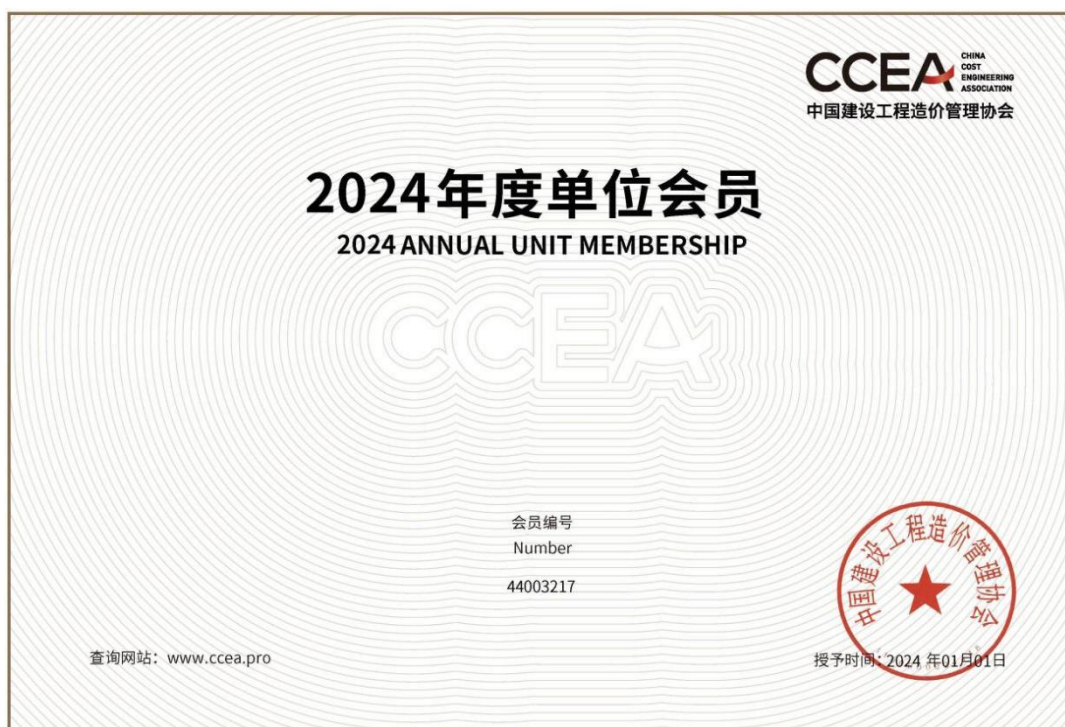 CCEA
CHINA
COST
ENGINEERING
ASSOCIATION
中国建设工程造价管理协会
2024年度单位会员
2024 ANNUAL UNIT MEMBERSHIP
CCEA
会员编号
Number
44003217
中国建设工程造价管理协会
查询网站：www.ccea.pro
授予时间：2024 年01月01日